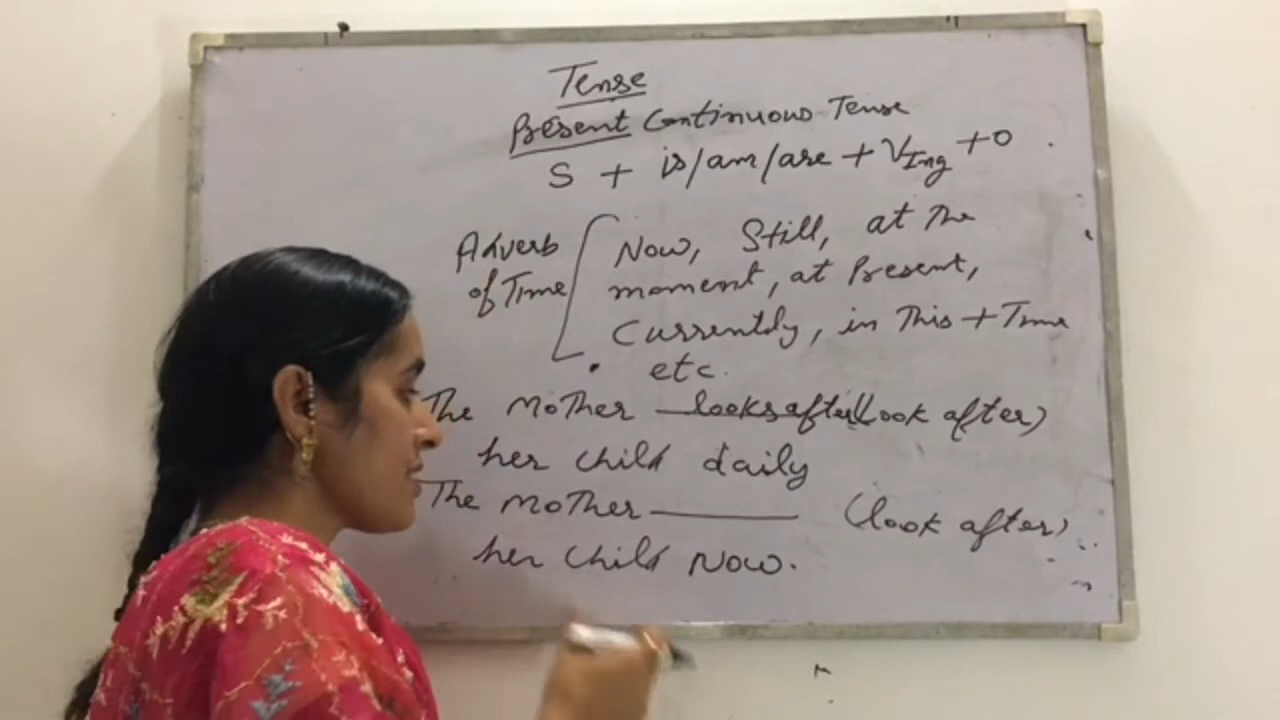 Tense
Present Continuous Tense
S + is/am/are + VIng + O
Adverb of Time
Now, Still, at the
moment, at Present,
Currently, in This + Time
etc.
The Mother looks after (look after)
her child daily
The Mother ______ (look after)
her child Now.